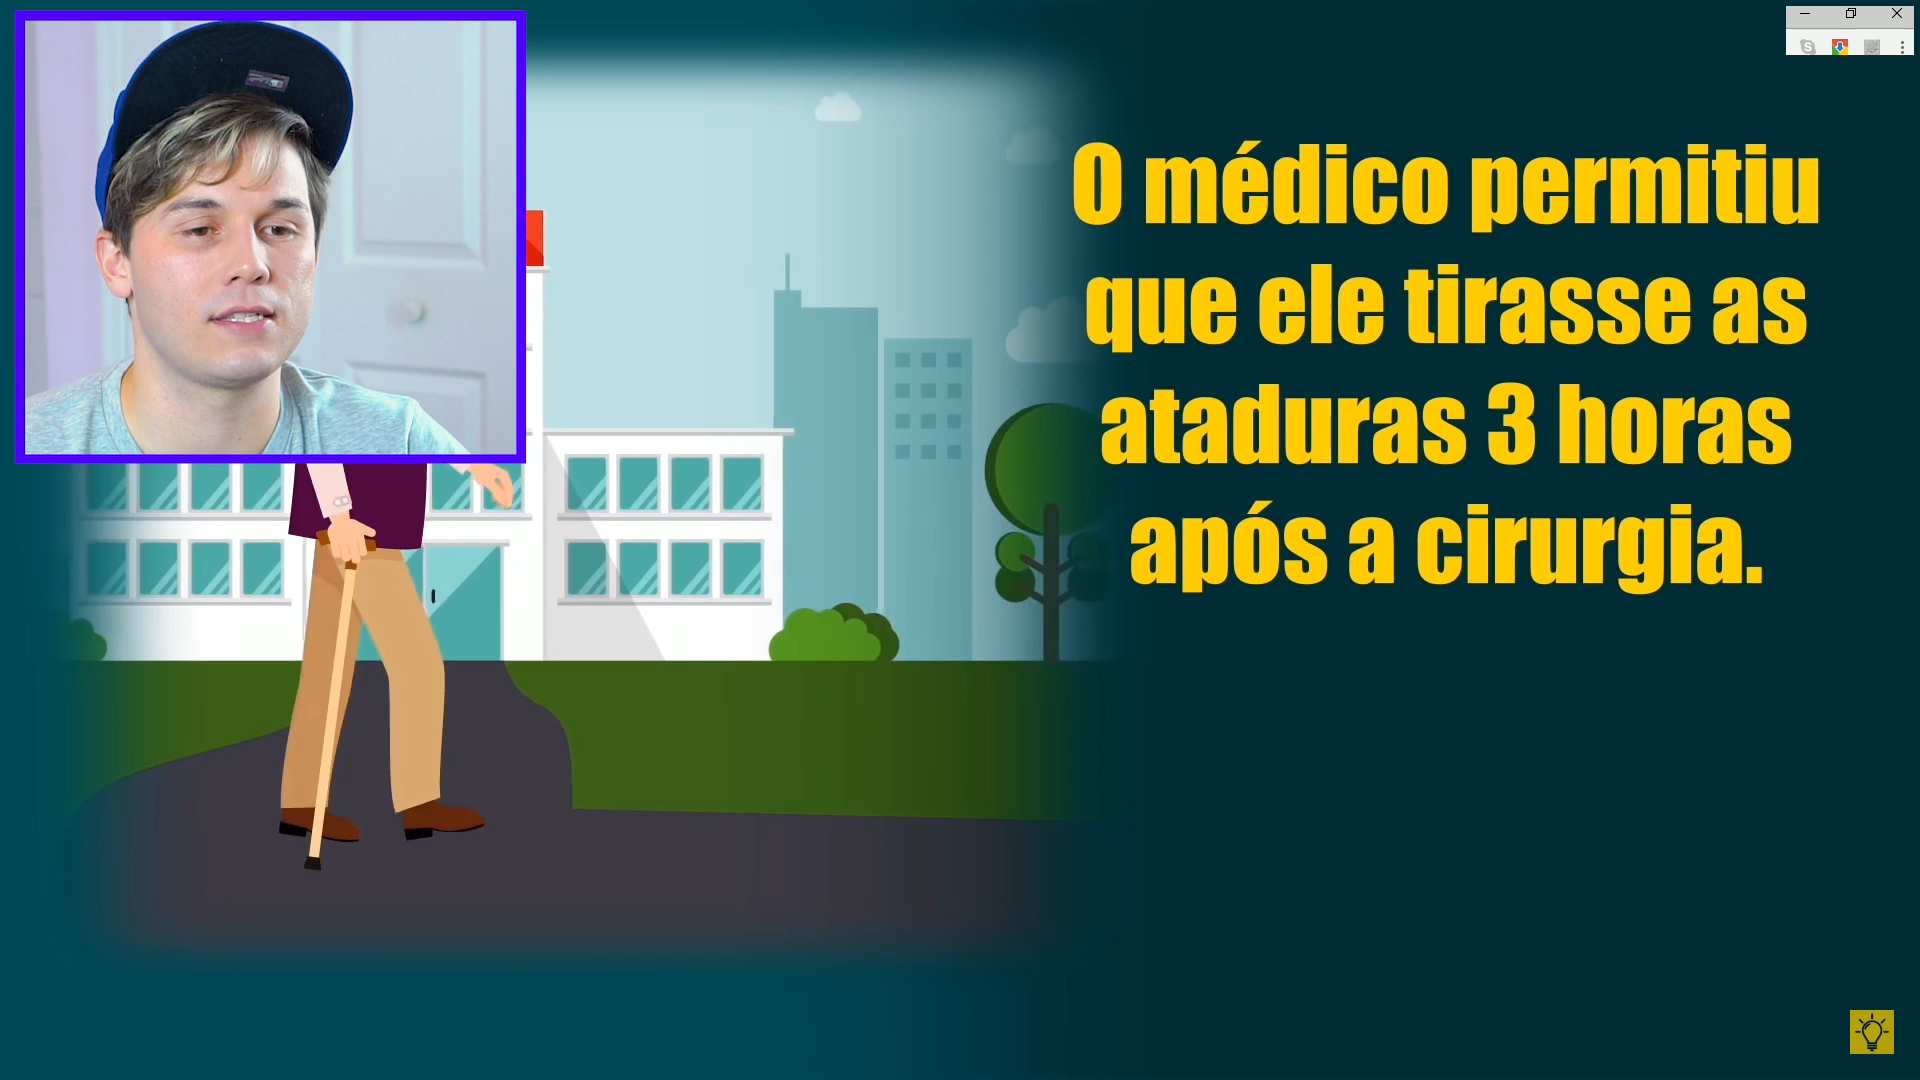 O médico permitiu
que ele tirasse as
ataduras 3 horas
após a cirurgia.